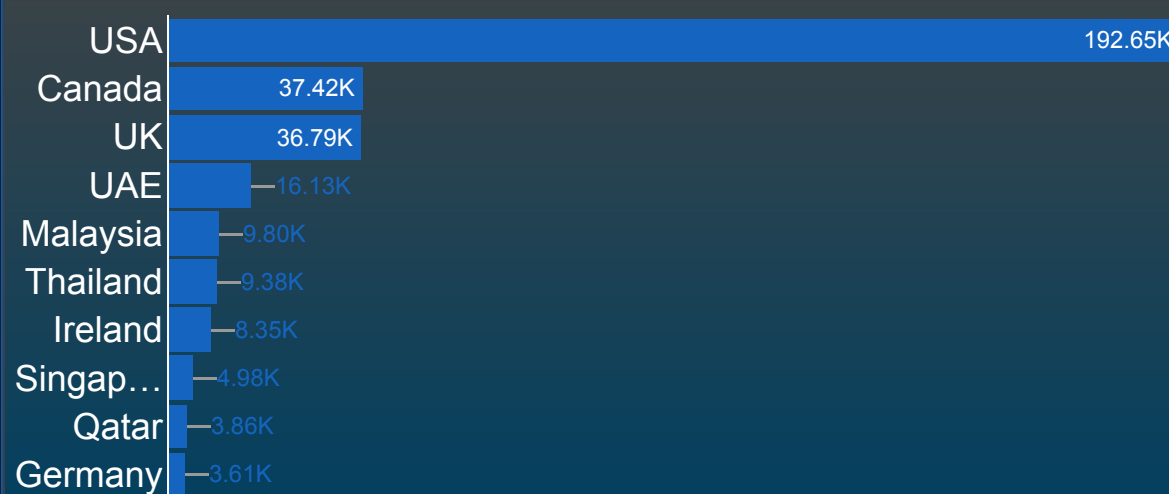 USA 192.65K
Canada 37.42K
UK 36.79K
UAE 16.13K
Malaysia 9.80K
Thailand 9.38K
Ireland 8.35K
Singap… 4.98K
Qatar 3.86K
Germany 3.61K